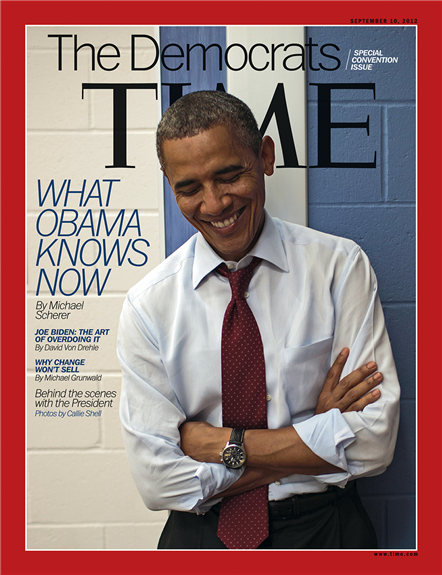 SEPTEMBER 10, 2012
The Democrats
SPECIAL
CONVENTION
ISSUE
TIME
WHAT
OBAMA
KNOWS
NOW
By Michael
Scherer
JOE BIDEN: THE ART
OF OVERDOING IT
By David Von Drehle
WHY CHANGE
WON'T SELL
By Michael Grunwald
Behind the scenes
with the President
Photos by Callie Shell
www.time.com